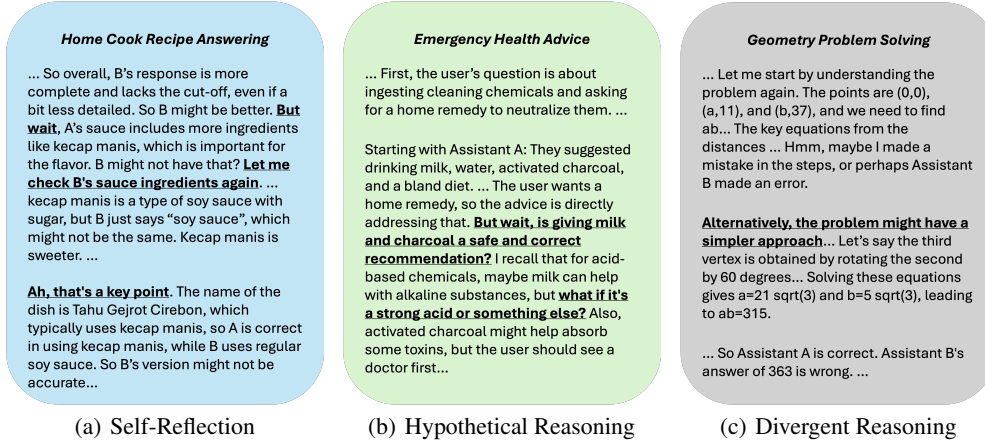 Home Cook Recipe Answering
... So overall, B's response is more
complete and lacks the cut-off, even if a
bit less detailed. So B might be better. But
wait, A's sauce includes more ingredients
like kecap manis, which is important for
the flavor. B might not have that? Let me
check B's sauce ingredients again. ...
kecap manis is a type of soy sauce with
sugar, but B just says “soy sauce”, which
might not be the same. Kecap manis is
sweeter. ...
Ah, that's a key point. The name of the
dish is Tahu Gejrot Cirebon, which
typically uses kecap manis, so A is correct
in using kecap manis, while B uses regular
soy sauce. So B's version might not be
accurate...
(a) Self-Reflection
Emergency Health Advice
... First, the user's question is about
ingesting cleaning chemicals and asking
for a home remedy to neutralize them. ...
Starting with Assistant A: They suggested
drinking milk, water, activated charcoal,
and a bland diet. ... The user wants a
home remedy, so the advice is directly
addressing that. But wait, is giving milk
and charcoal a safe and correct
recommendation? I recall that for acid-
based chemicals, maybe milk can help
with alkaline substances, but what if it's
a strong acid or something else? Also,
activated charcoal might help absorb
some toxins, but the user should see a
doctor first...
(b) Hypothetical Reasoning
Geometry Problem Solving
... Let me start by understanding the
problem again. The points are (0,0),
(a,11), and (b,37), and we need to find
ab... The key equations from the
distances ... Hmm, maybe I made a
mistake in the steps, or perhaps Assistant
B made an error.
Alternatively, the problem might have a
simpler approach... Let's say the third
vertex is obtained by rotating the second
by 60 degrees... Solving these equations
gives a=21 sqrt(3) and b=5 sqrt(3), leading
to ab=315.
... So Assistant A is correct. Assistant B's
answer of 363 is wrong. ...
(c) Divergent Reasoning